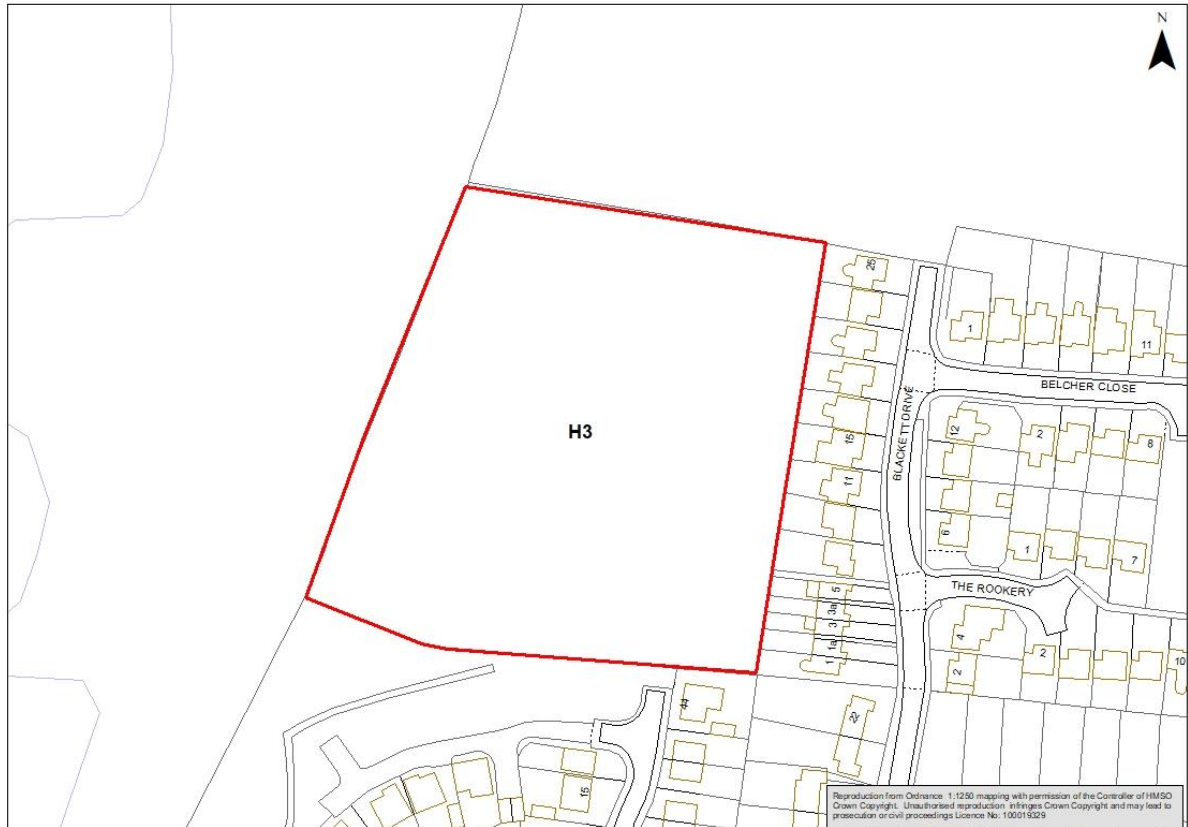 N
H3
25
15
11
5
3a
3
1a
1
BLACKETT DRIVE
1
11
BELCHER CLOSE
12
2
8
6
1
7
THE ROOKERY
4
2
2
10
44
22
15
Reproduction from Ordnance 1:1250 mapping with permission of the Controller of HMSO
Crown Copyright. Unauthorised reproduction infringes Crown Copyright and may lead to
prosecution or civil proceedings Licence No: 100019329